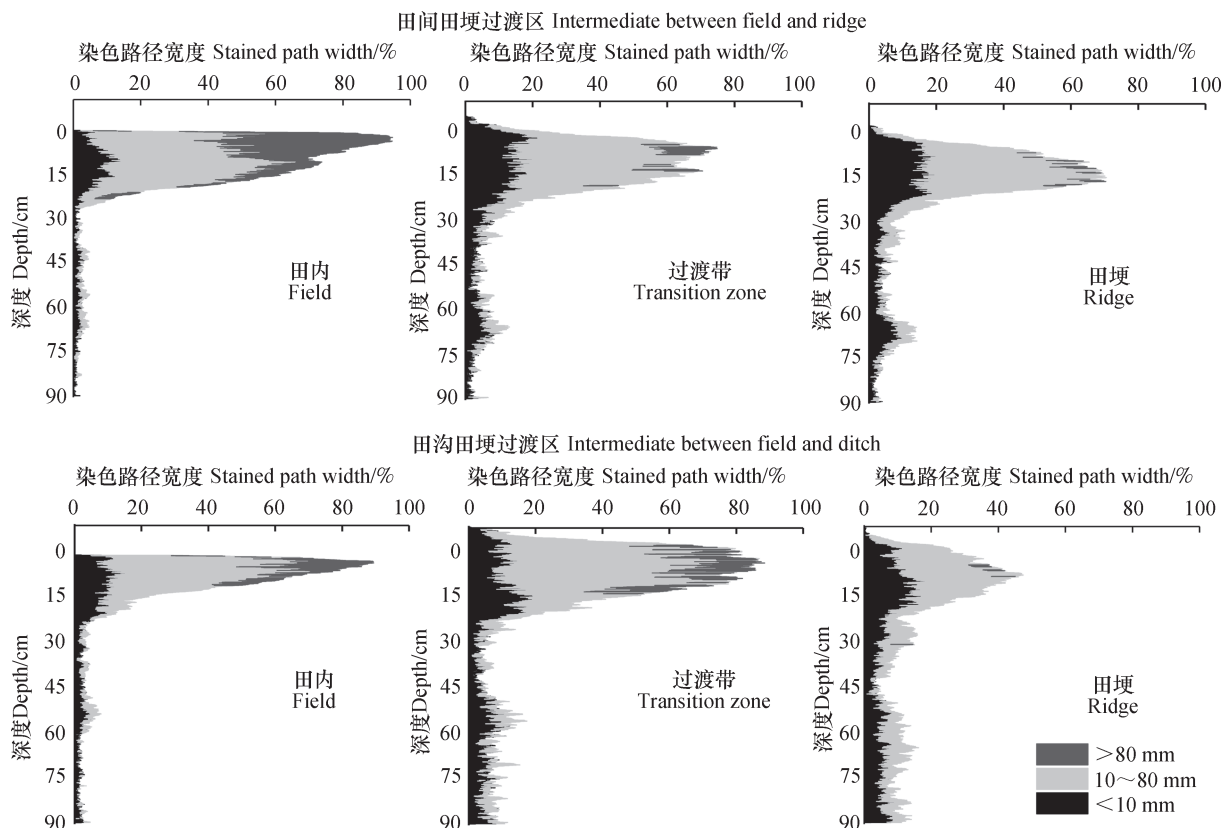 田间田埂过渡区 Intermediate between field and ridge
染色路径宽度 Stained path width/%
染色路径宽度 Stained path width/%
染色路径宽度 Stained path width/%
0 20 40 60 80 100
0 20 40 60 80 100
0 20 40 60 80 100
深度 Depth/cm
0
15
30
45
60
75
90
田内
Field
深度 Depth/cm
0
15
30
45
60
75
90
过渡带
Transition zone
深度 Depth/cm
0
15
30
45
60
75
90
田埂
Ridge
田沟田埂过渡区 Intermediate between field and ditch
染色路径宽度 Stained path width/%
染色路径宽度 Stained path width/%
染色路径宽度 Stained path width/%
0 20 40 60 80 100
0 20 40 60 80 100
0 20 40 60 80 100
深度Depth/cm
0
15
30
45
60
75
90
田内
Field
深度Depth/cm
0
15
30
45
60
75
90
过渡带
Transition zone
深度Depth/cm
0
15
30
45
60
75
90
田埂
Ridge
>80 mm
10～80 mm
<10 mm